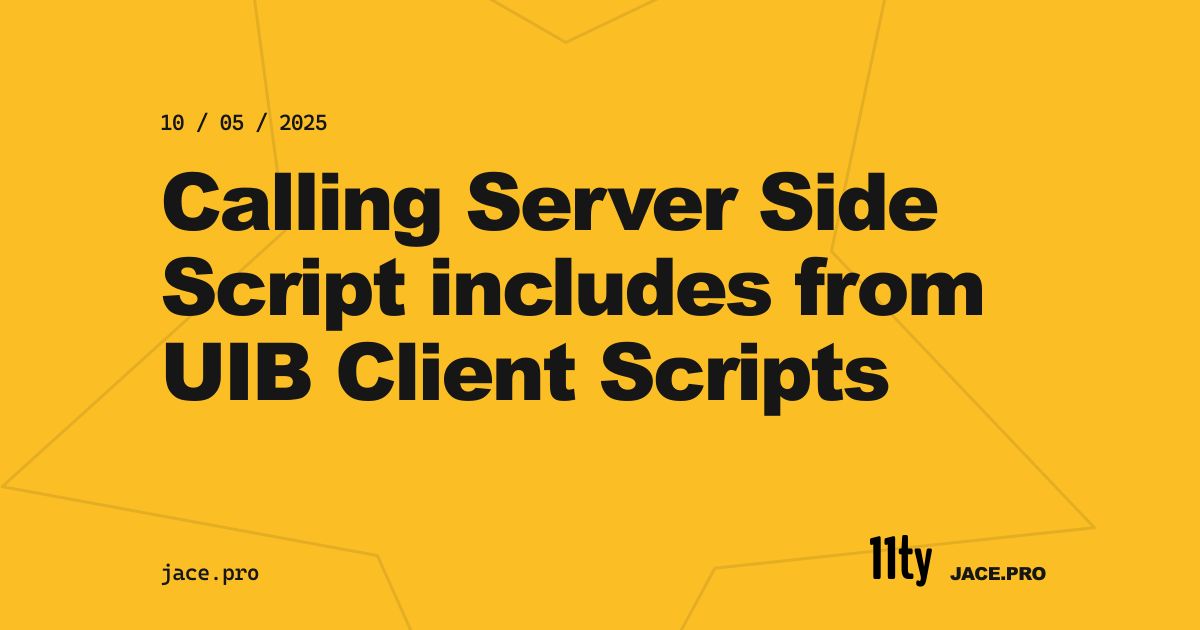 10 / 05 / 2025
Calling Server Side
Script includes from
UIB Client Scripts
jace.pro
11ty JACE.PRO